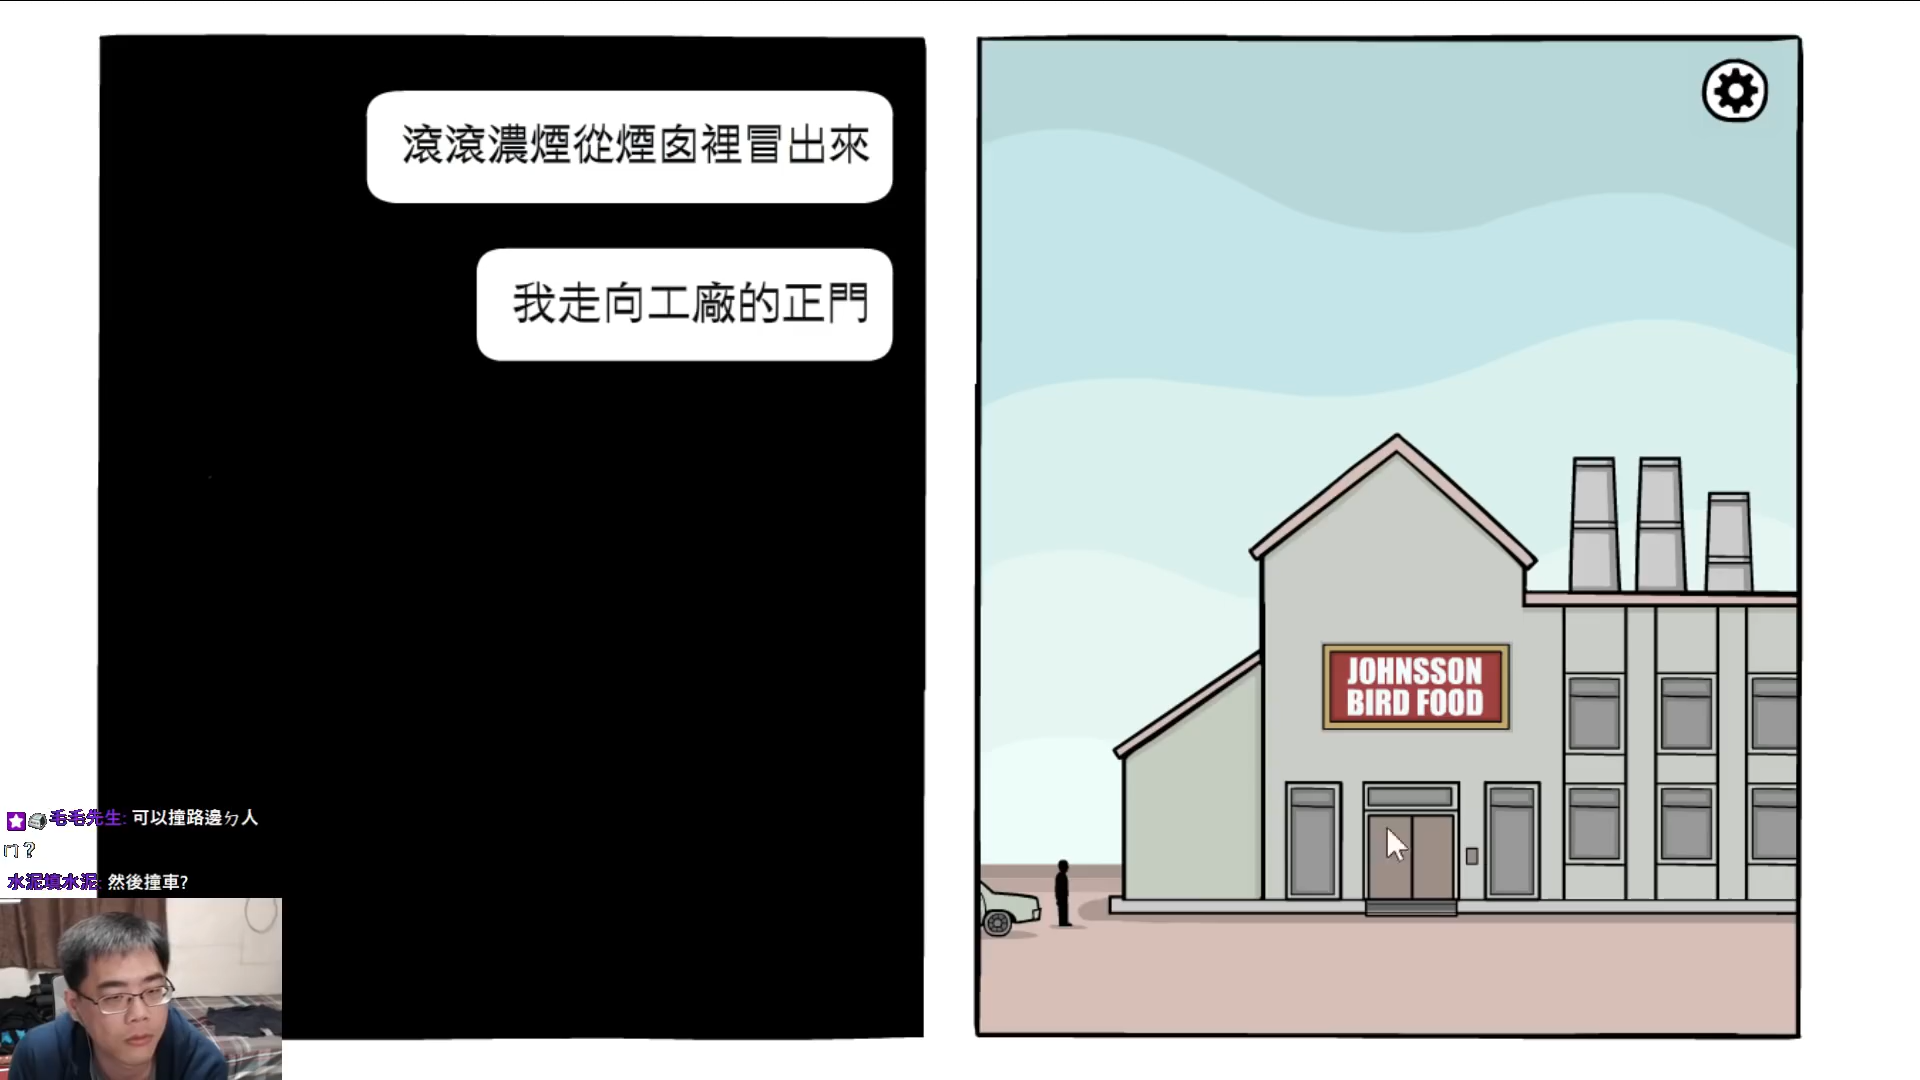 滾滾濃煙從煙囪裡冒出來
我走向工廠的正門
JOHNSSON
BIRD FOOD
毛毛先生: 可以撞路邊ㄉ人
ㄇ?
水泥填水泥: 然後撞車?